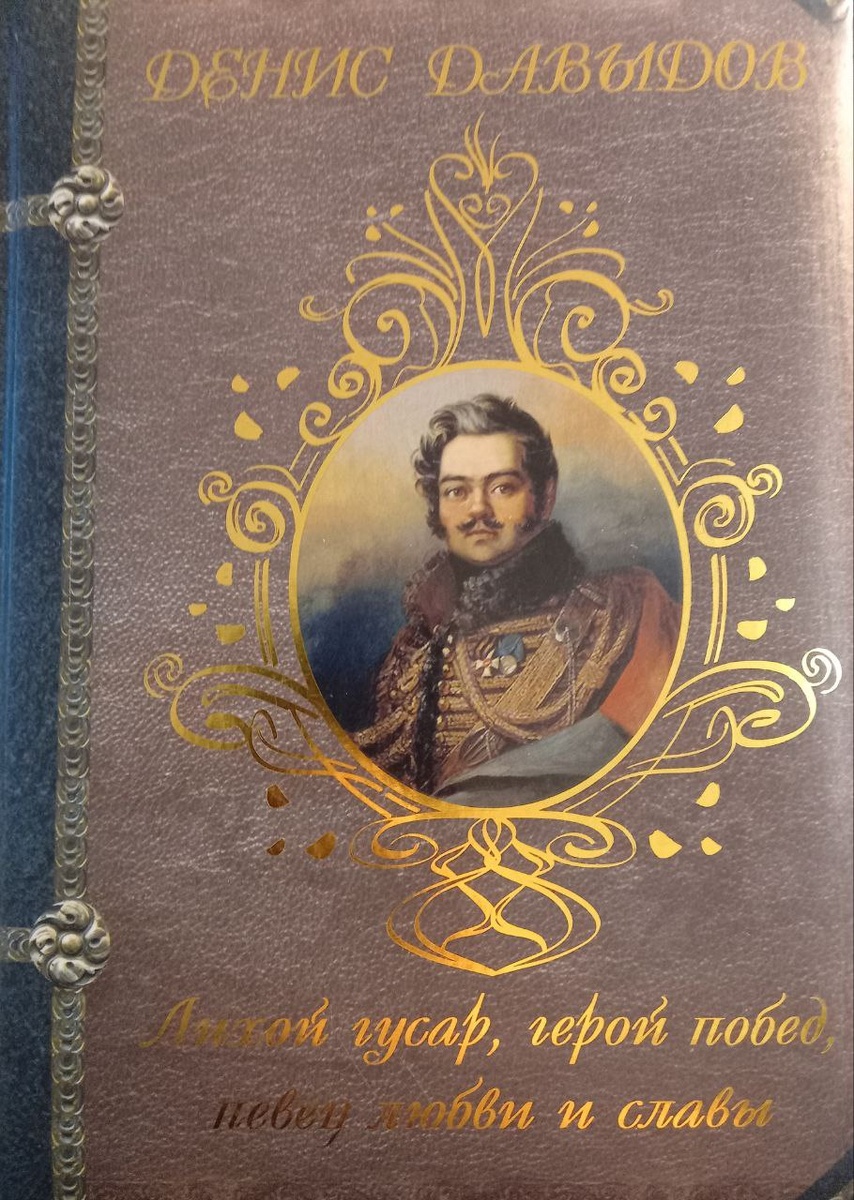 ДЕНИС ДАВЫДОВ
Лихой гусар, герой побед,
певец любви и славы